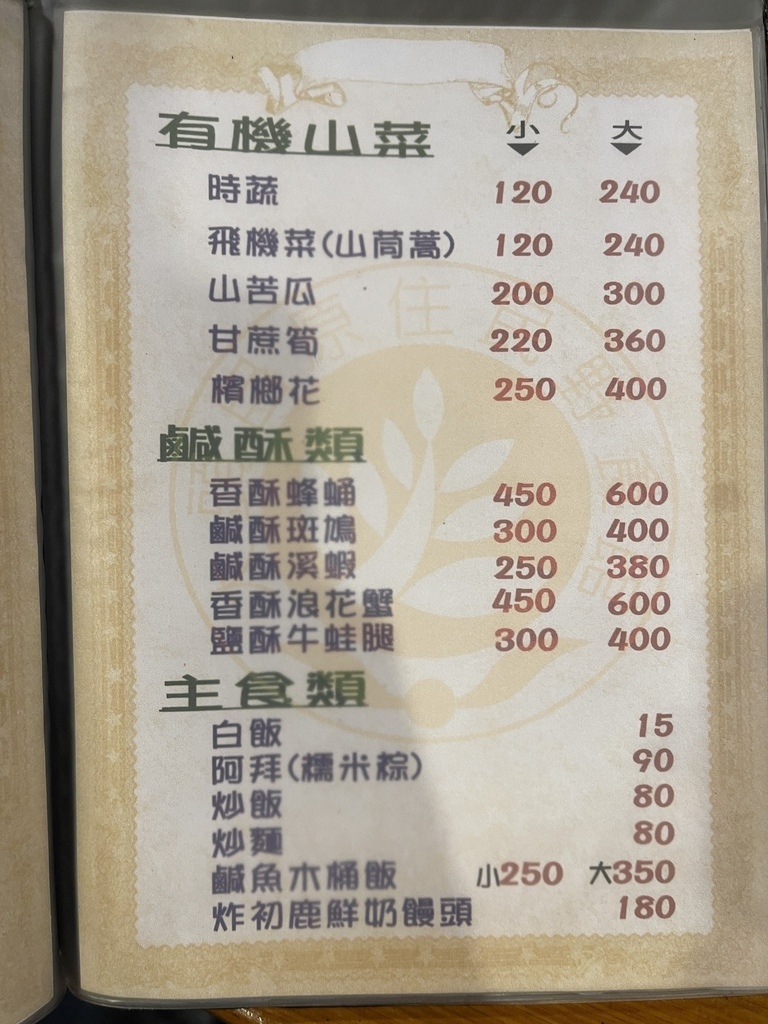 有機山菜 小 大
時蔬 120 240
飛機菜(山茼蒿) 120 240
山苦瓜 200 300
甘蔗筍 220 360
檳榔花 250 400
鹹酥類
香酥蜂蛹 450 600
鹹酥斑鳩 300 400
鹹酥溪蝦 250 380
香酥浪花蟹 450 600
鹽酥牛蛙腿 300 400
主食類
白飯 15
阿拜(糯米粽) 90
炒飯 80
炒麵 80
鹹魚木桶飯 小250 大350
炸初鹿鮮奶饅頭 180